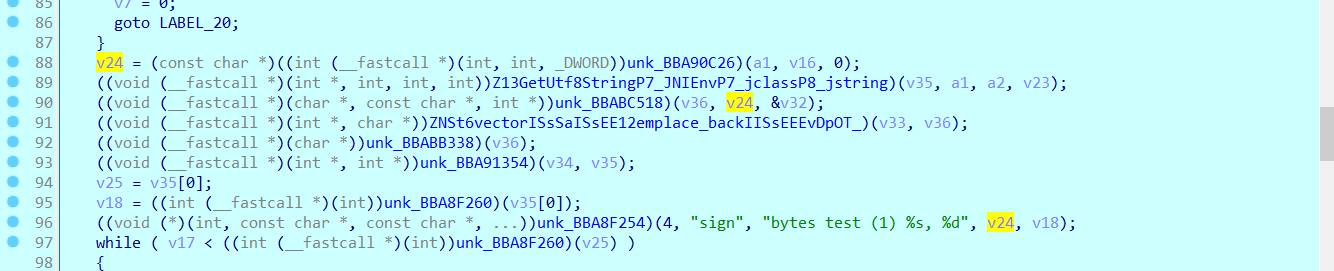 85 v7 = 0;
86 goto LABEL_20;
87 }
88 v24 = (const char *)((int (__fastcall *)(int, int, _DWORD))unk_BBA90C26)(a1, v16, 0);
89 ((void (__fastcall *)(int *, int, int, int))Z13GetUtf8StringP7_JNIEnvP7_jclassP8_jstring)(v35, a1, a2, v23);
90 ((void (__fastcall *)(char *, const char *, int *))unk_BBABC518)(v36, v24, &v32);
91 ((void (__fastcall *)(int *, char *))ZNSt6vectorISsSaISsEE12emplace_backIISsEEEvDpOT_)(v33, v36);
92 ((void (__fastcall *)(char *))unk_BBABB338)(v36);
93 ((void (__fastcall *)(int *, int *))unk_BBA91354)(v34, v35);
94 v25 = v35[0];
95 v18 = ((int (__fastcall *)(int))unk_BBA8F260)(v35[0]);
96 ((void (*)(int, const char *, const char *, ...))unk_BBA8F254)(4, "sign", "bytes test (1) %s, %d", v24, v18);
97 while ( v17 < ((int (__fastcall *)(int))unk_BBA8F260)(v25) )
98 {